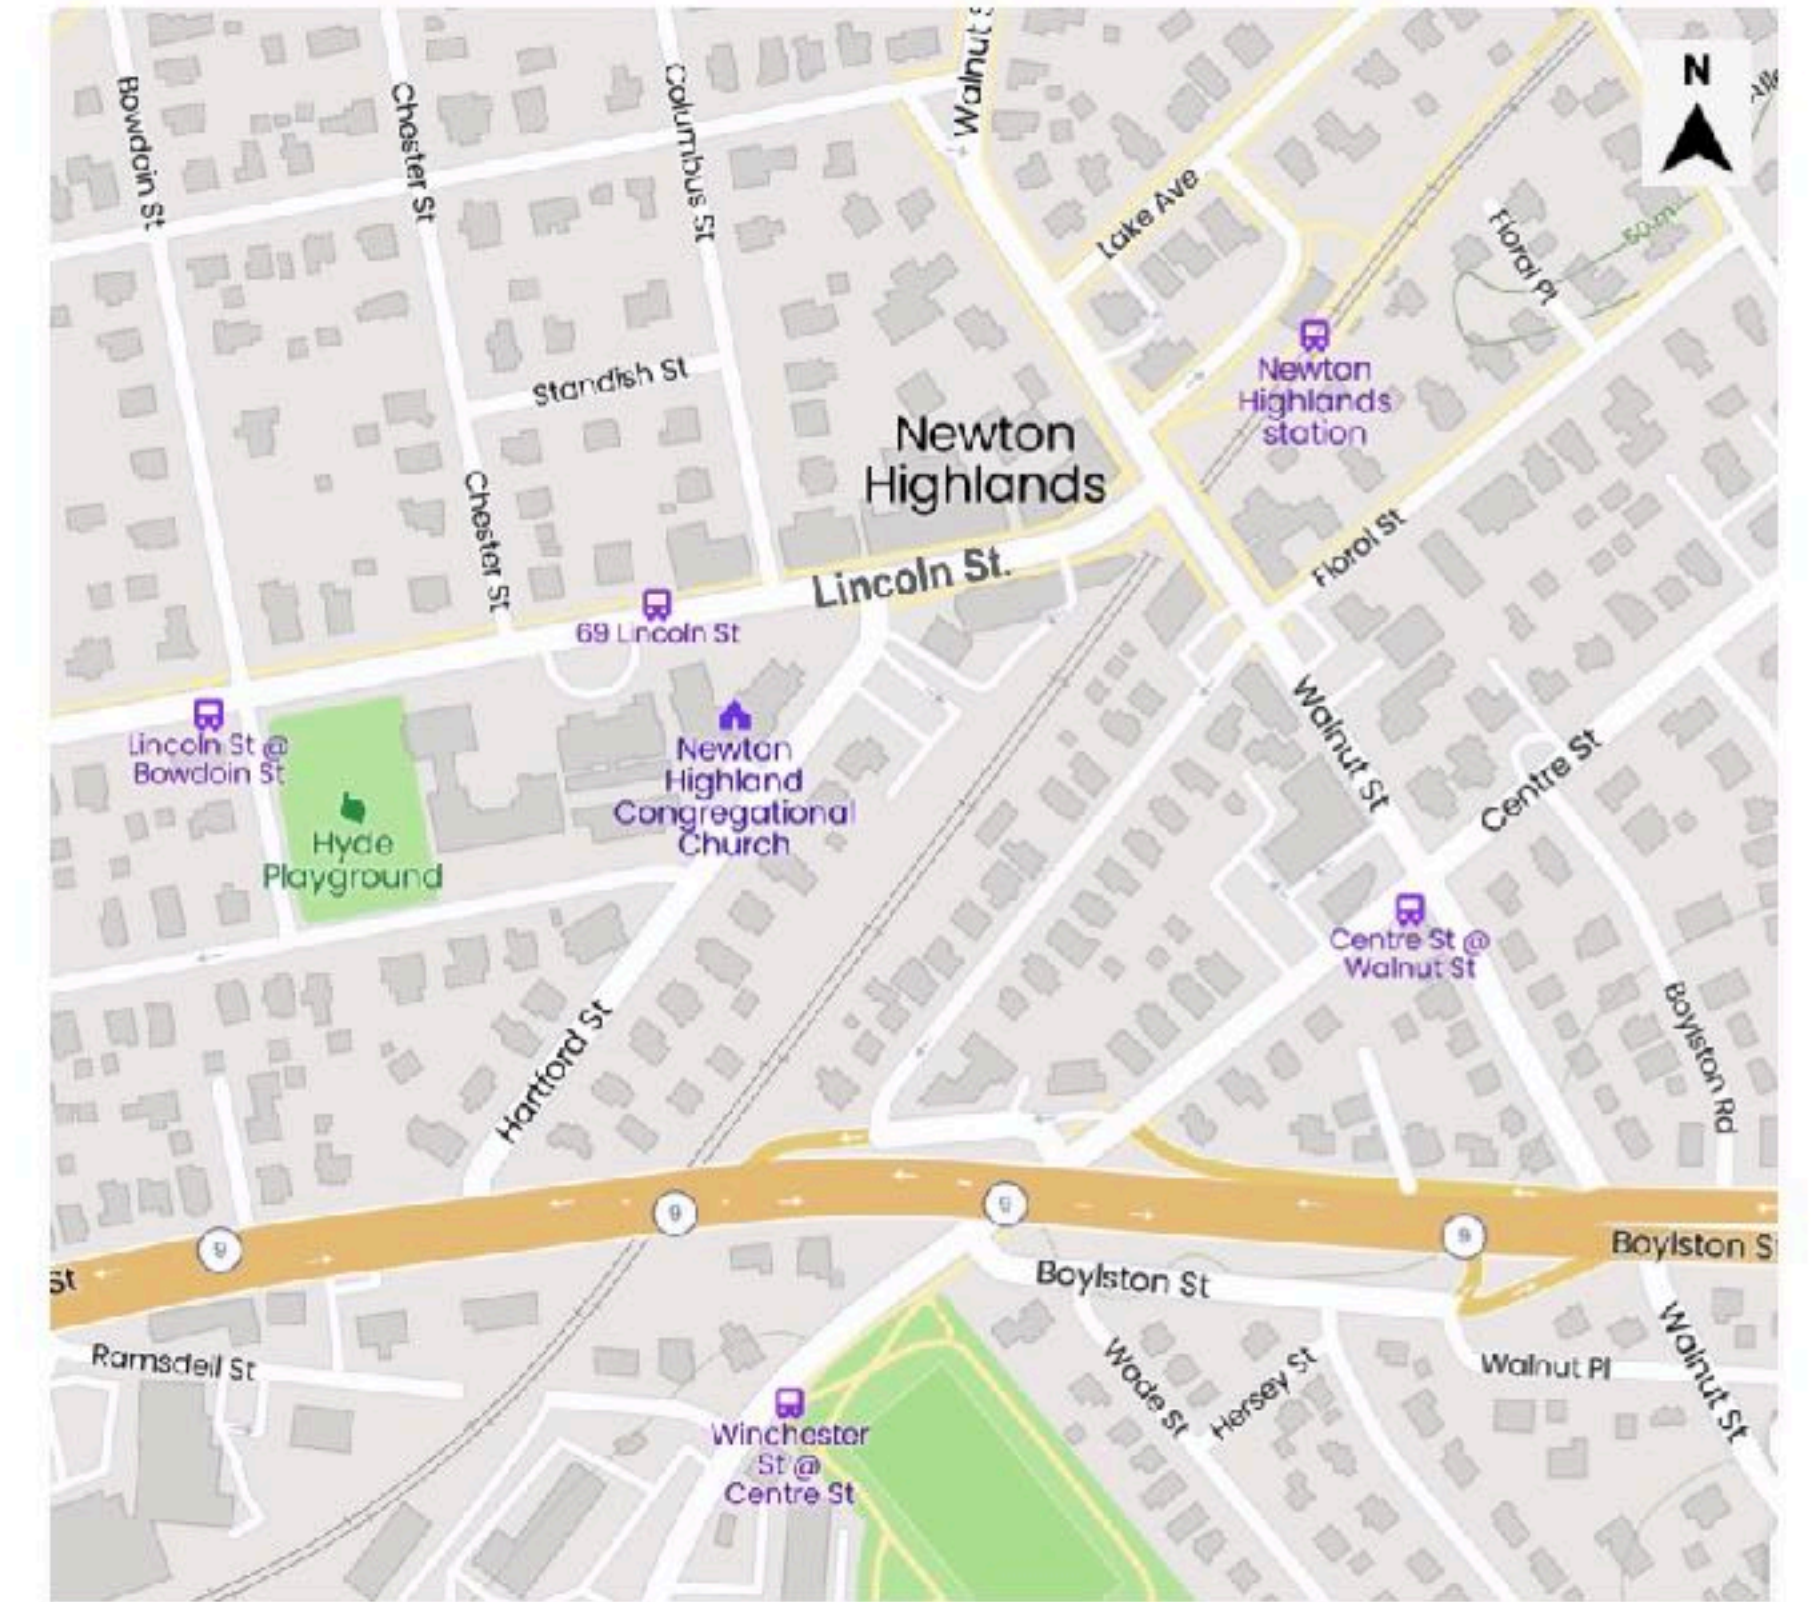 Walnut S
N
Bowdoin St
Chester St
Columbus St
Lake Ave
Floral Pl
50 m
Newton
Highlands
station
Standish St
Newton
Highlands
Chester St
Floral St
Lincoln St.
69 Lincoln St
Lincoln St @
Bowdoin St
Newton
Highland
Congregational
Church
Walnut St
Centre St
Hyde
Playground
Centre St @
Walnut St
Boylston Rd
Hartford St
9
9
9
9
Boylston S
St
Boylston St
Ramsdell St
Wade St
Hersey St
Walnut Pl
Walnut St
Winchester
St @
Centre St